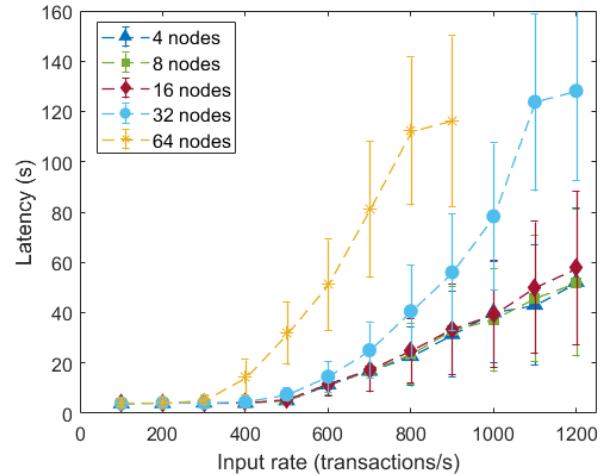 160
140
120
100
80
60
40
20
0
Latency (s)
4 nodes
8 nodes
16 nodes
32 nodes
64 nodes
0 200 400 600 800 1000 1200
Input rate (transactions/s)